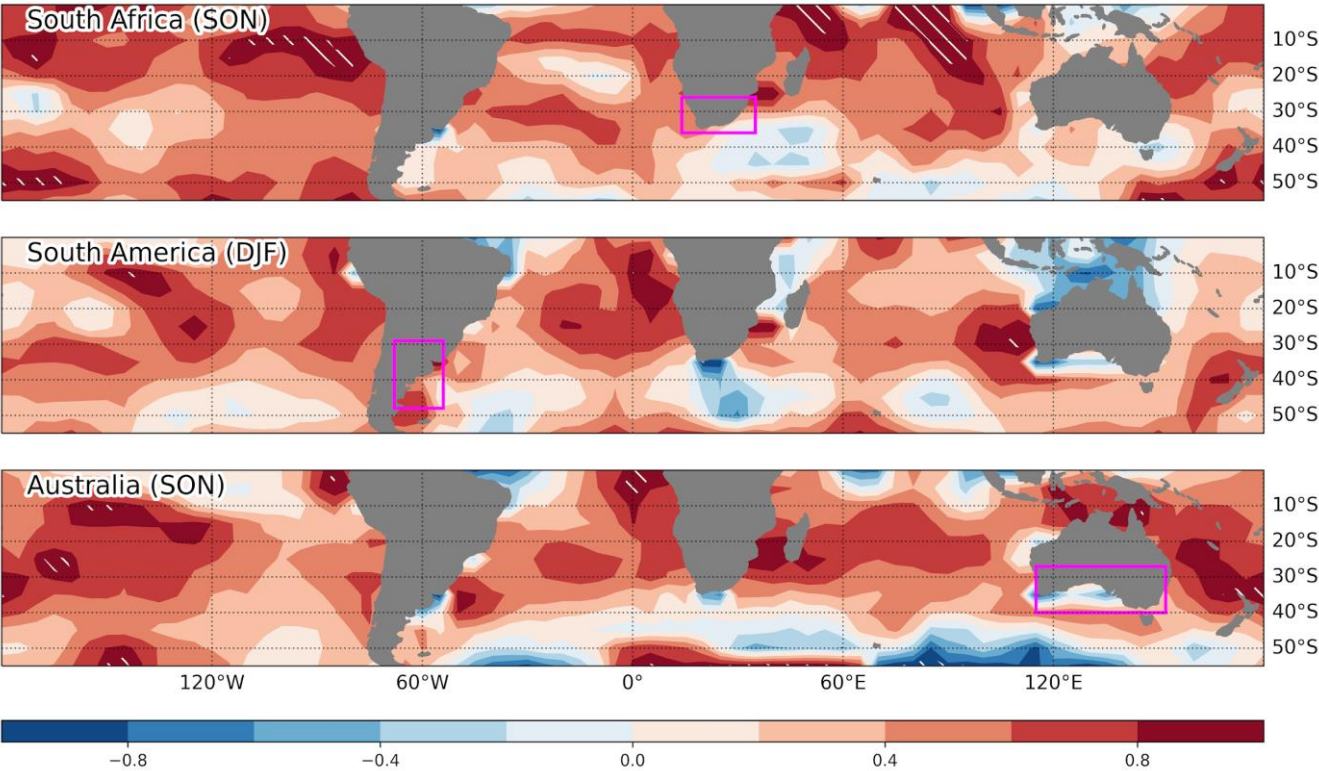 South Africa (SON)
10°S
20°S
30°S
40°S
50°S
South America (DJF)
10°S
20°S
30°S
40°S
50°S
Australia (SON)
10°S
20°S
30°S
40°S
50°S
120°W 60°W 0° 60°E 120°E
−0.8 −0.4 0.0 0.4 0.8